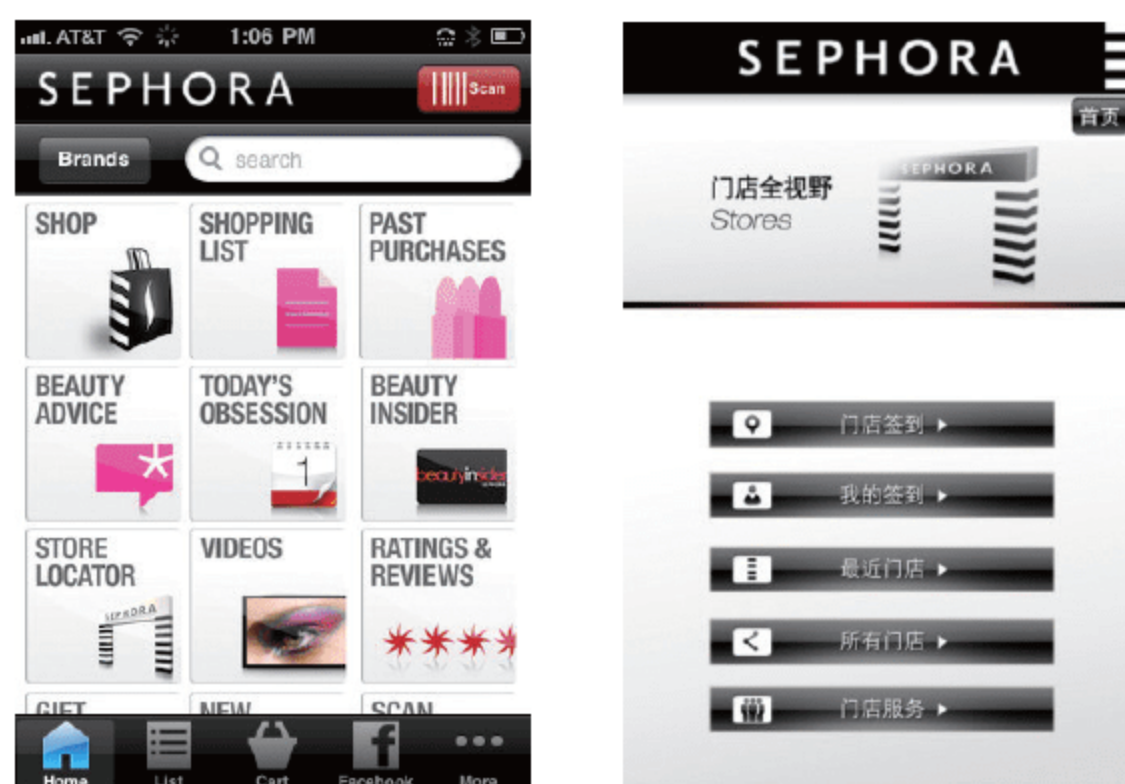 AT&T 1:06 PM
SEPHORA
Scan
Brands
search
SHOP
SHOPPING
LIST
PAST
PURCHASES
BEAUTY
ADVICE
TODAY'S
OBSESSION
1
BEAUTY
INSIDER
beautyinsider
STORE
LOCATOR
SEPHORA
VIDEOS
RATINGS &
REVIEWS
GIFT
NEW
SCAN
Home
List
Cart
Facebook
More
SEPHORA
首页
门店全视野
Stores
SEPHORA
门店签到
我的签到
最近门店
所有门店
门店服务